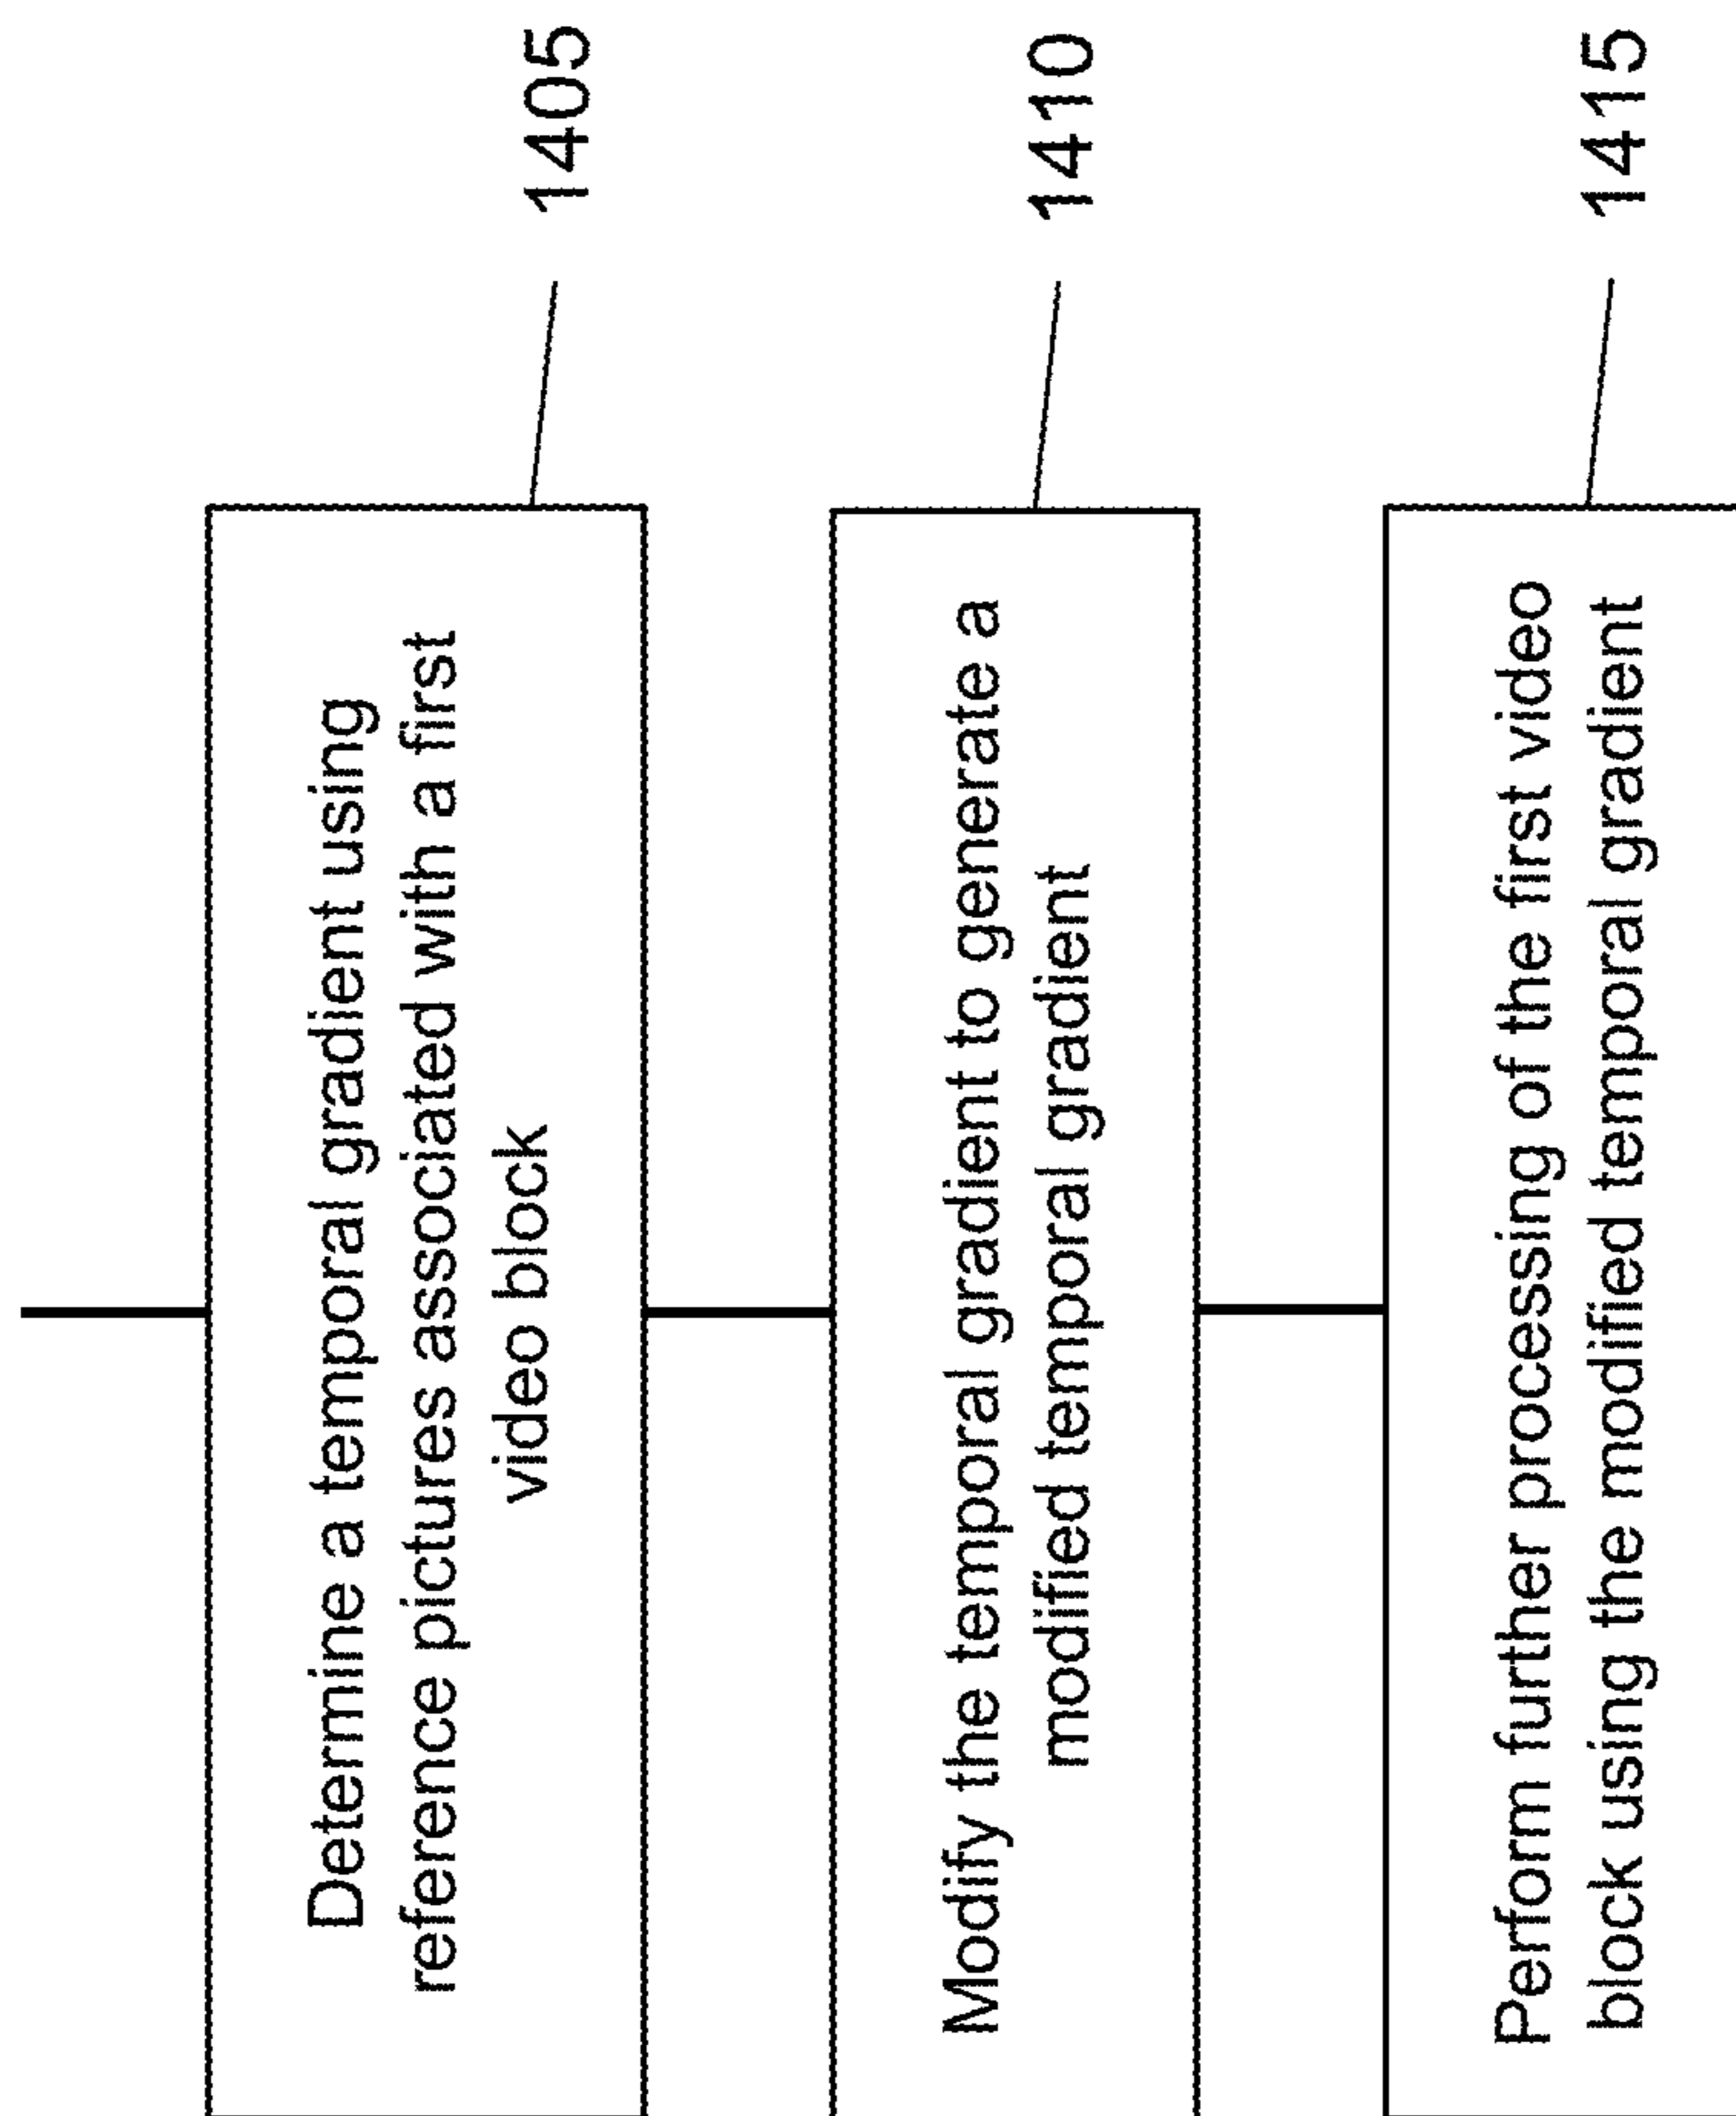 Determine a temporal gradient using
reference pictures associated with a first
video block
1405
Modify the temporal gradient to generate a
modified temporal gradient
1410
Perform further processing of the first video
block using the modified temporal gradient
1415